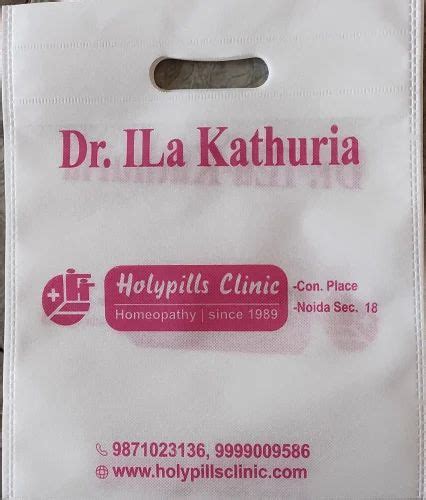 Dr. ILa Kathuria
Holypills Clinic
Homeopathy | since 1989
-Con. Place
-Noida Sec. 18
9871023136, 9999009586
www.holypillsclinic.com